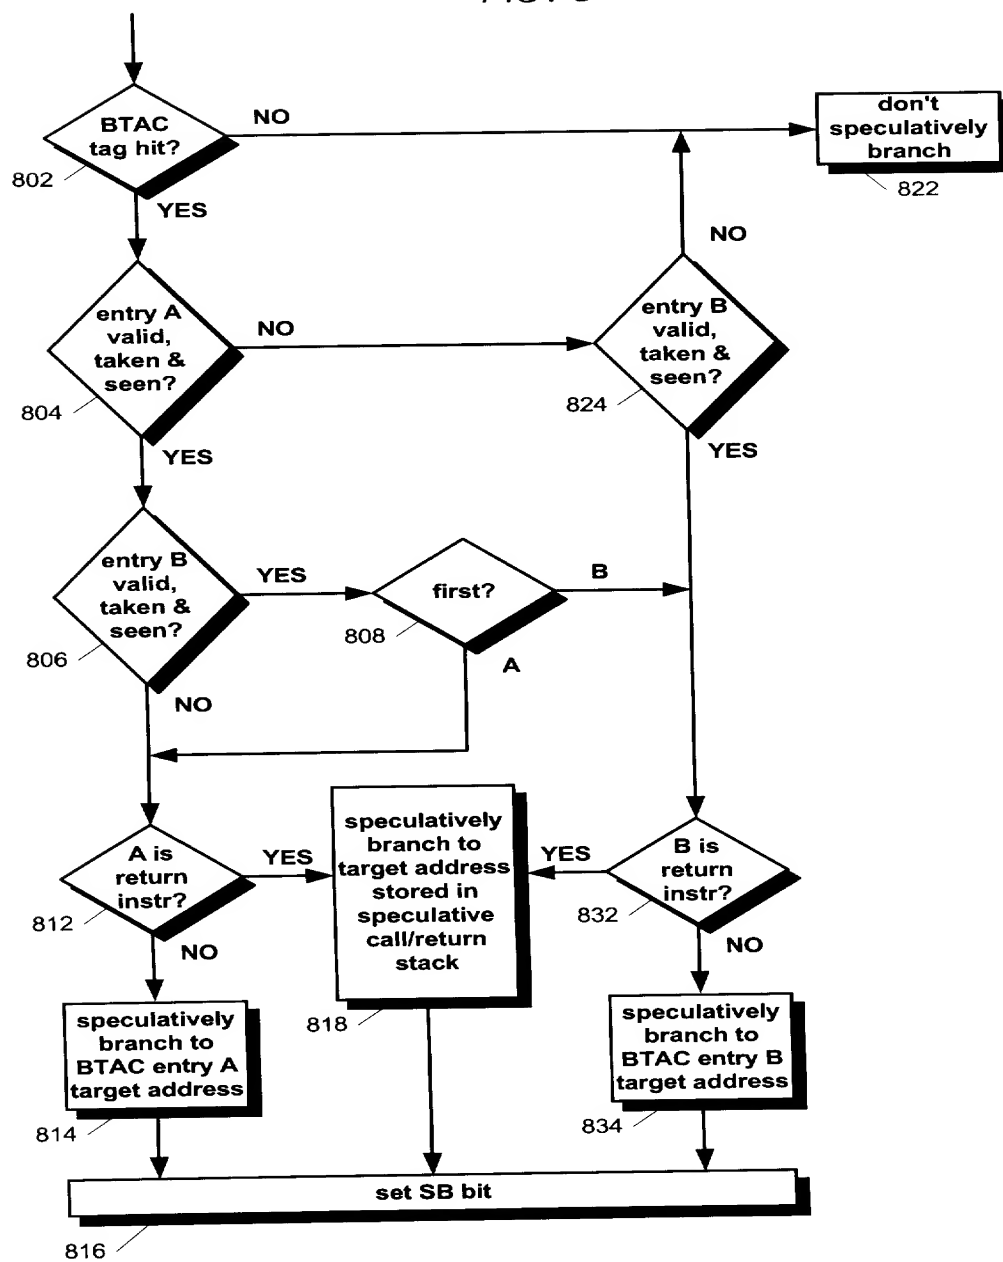 BTAC
tag hit?
802
NO
YES
don't
speculatively
branch
822
entry A
valid,
taken &
seen?
804
NO
YES
entry B
valid,
taken &
seen?
824
NO
YES
entry B
valid,
taken &
seen?
806
YES
NO
first?
808
B
A
A is
return
instr?
812
YES
NO
speculatively
branch to
target address
stored in
speculative
call/return
stack
818
B is
return
instr?
832
YES
NO
speculatively
branch to
BTAC entry A
target address
814
speculatively
branch to
BTAC entry B
target address
834
set SB bit
816